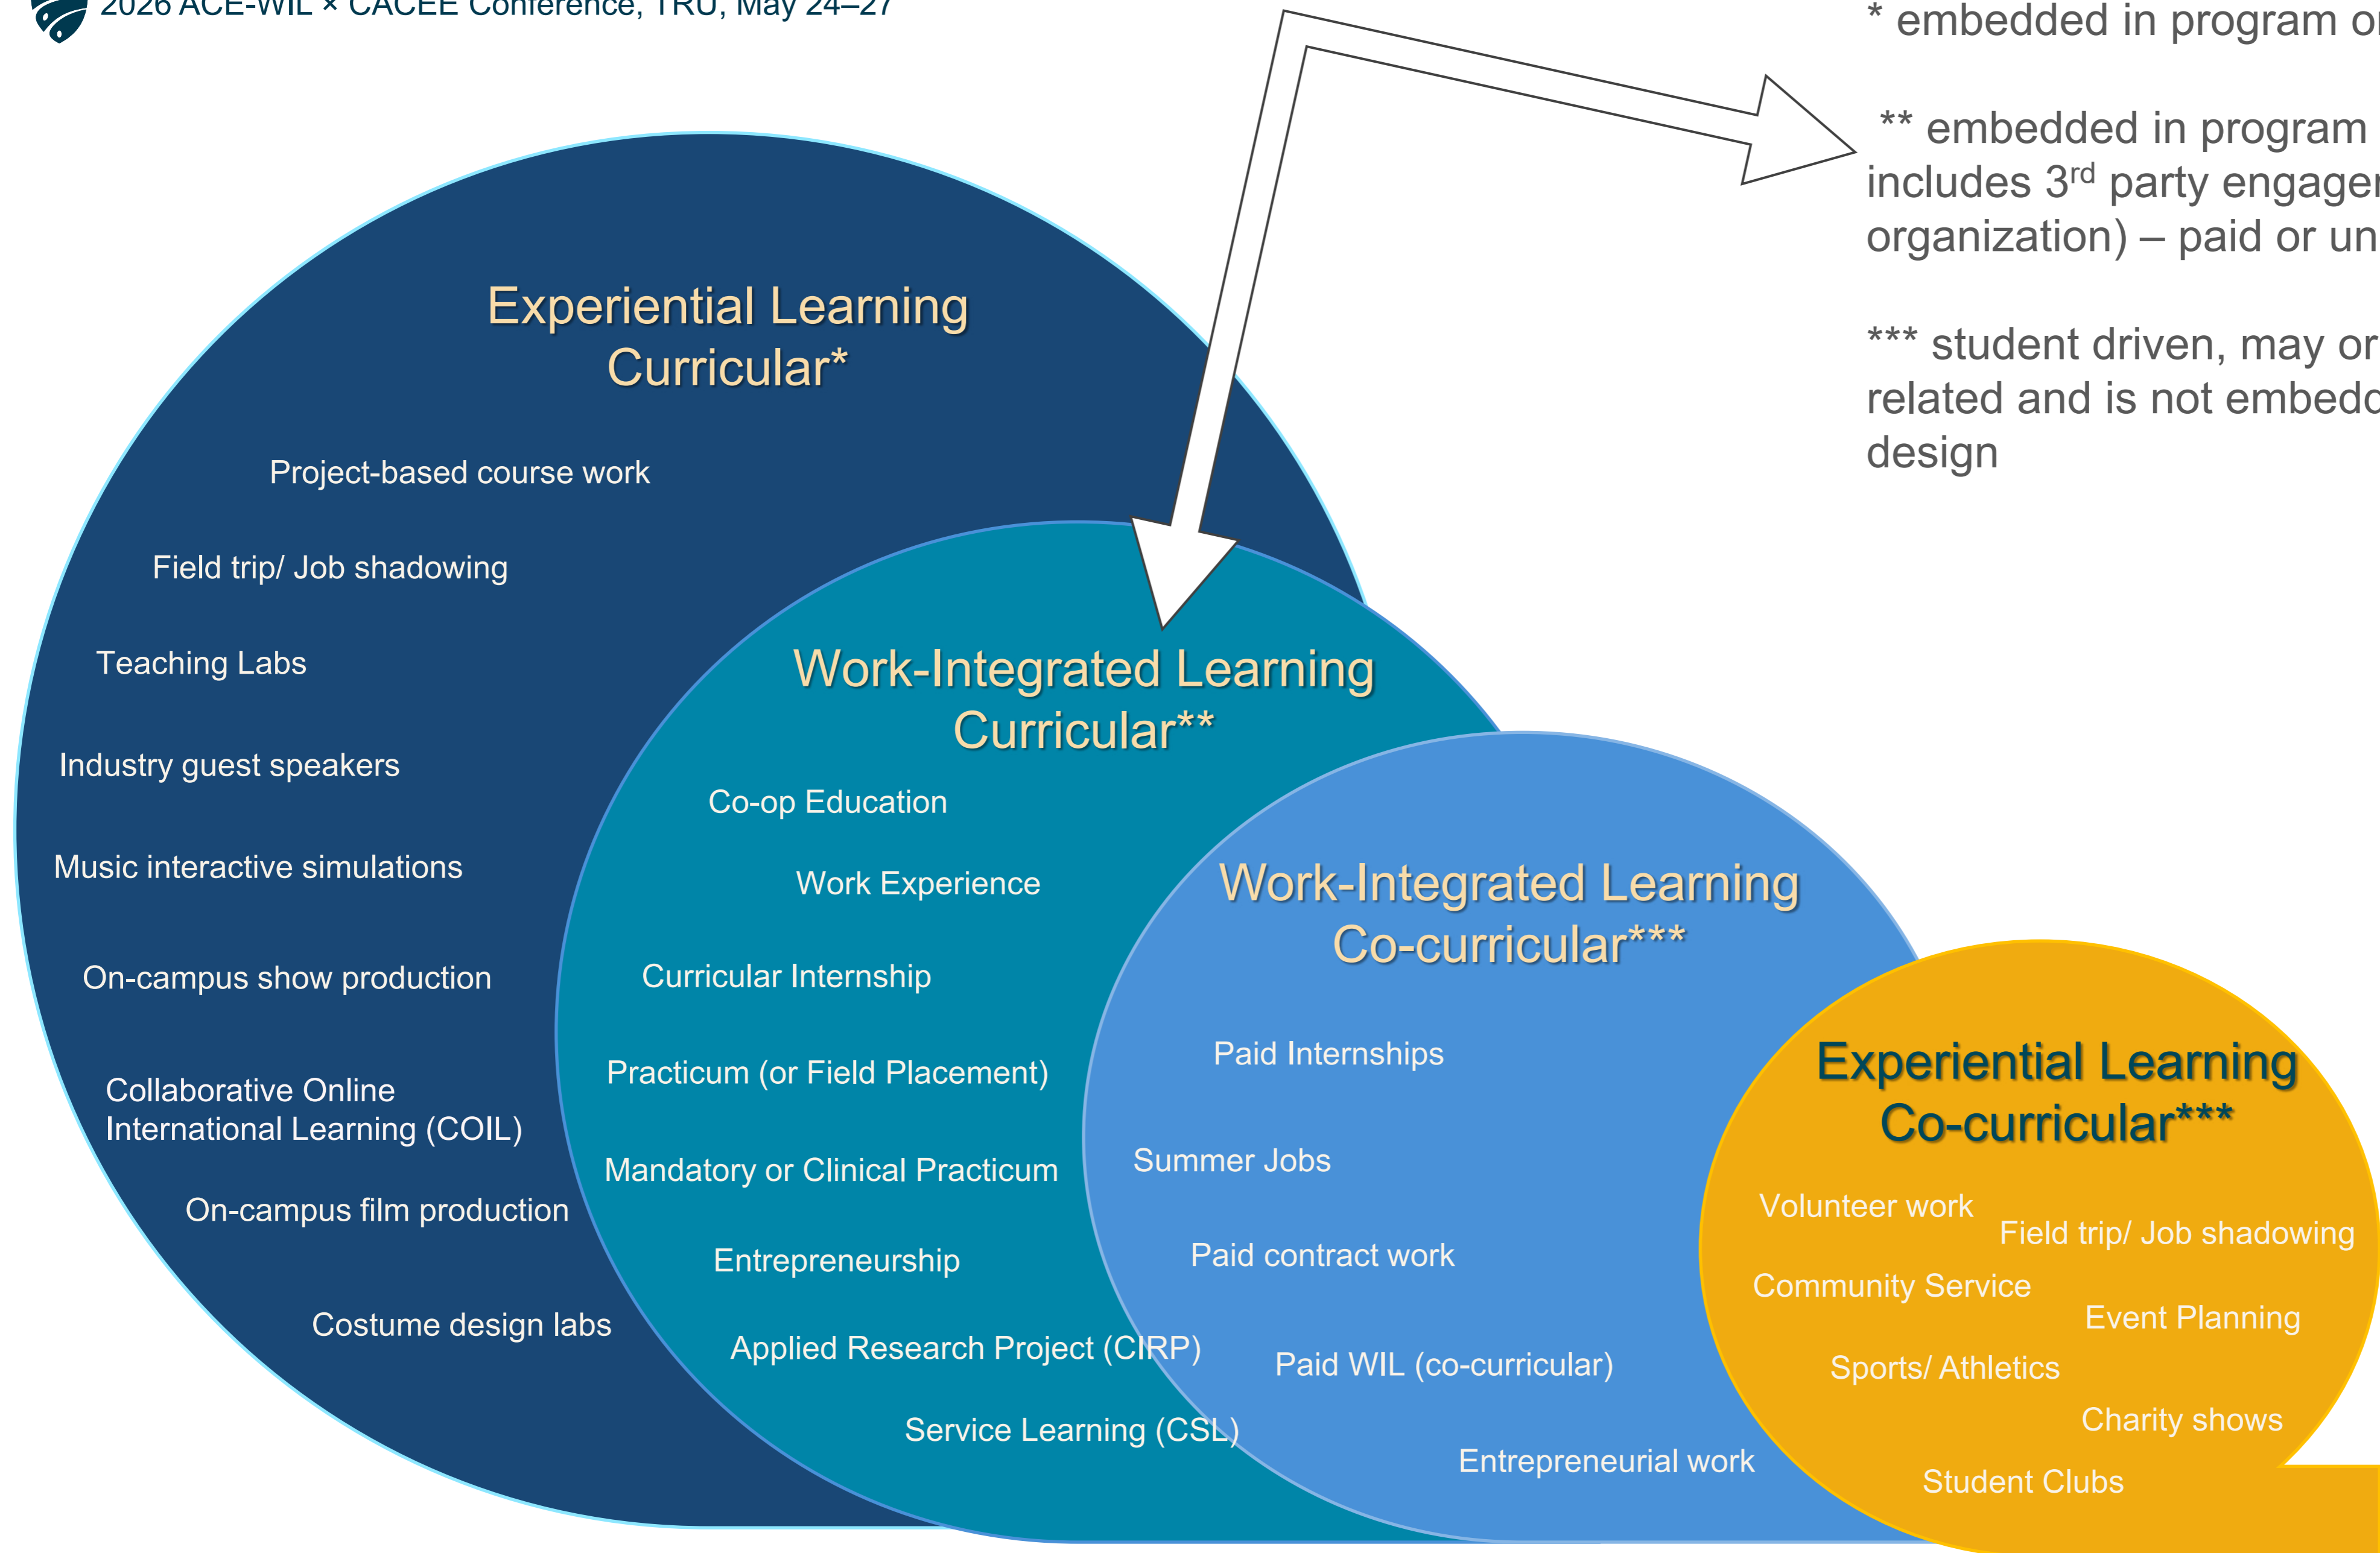 2026 ACE-WIL × CACEE Conference, TRU, May 24–27
* embedded in program
** embedded in program
includes 3rd party
organization) – paid or
*** student driven, may or
related and is not
design
Experiential Learning
Curricular*
Project-based course work
Field trip/ Job shadowing
Teaching Labs
Industry guest speakers
Music interactive simulations
On-campus show production
Collaborative Online
International Learning (COIL)
On-campus film production
Costume design labs
Work-Integrated Learning
Curricular**
Co-op Education
Work Experience
Curricular Internship
Practicum (or Field Placement)
Mandatory or Clinical Practicum
Entrepreneurship
Applied Research Project (CIRP)
Service Learning (CSL)
Work-Integrated Learning
Co-curricular***
Paid Internships
Summer Jobs
Paid contract work
Paid WIL (co-curricular)
Entrepreneurial work
Experiential Learning
Co-curricular***
Volunteer work
Field trip/ Job shadowing
Community Service
Event Planning
Sports/ Athletics
Charity shows
Student Clubs